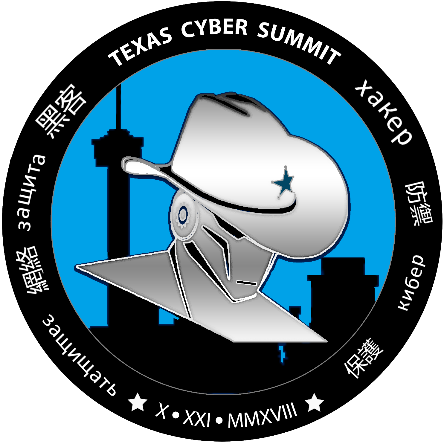 TEXAS CYBER SUMMIT
хакер
防禦
кибер
保護
X • XXI • MMXVIII
защищать
網絡
защита
黑客